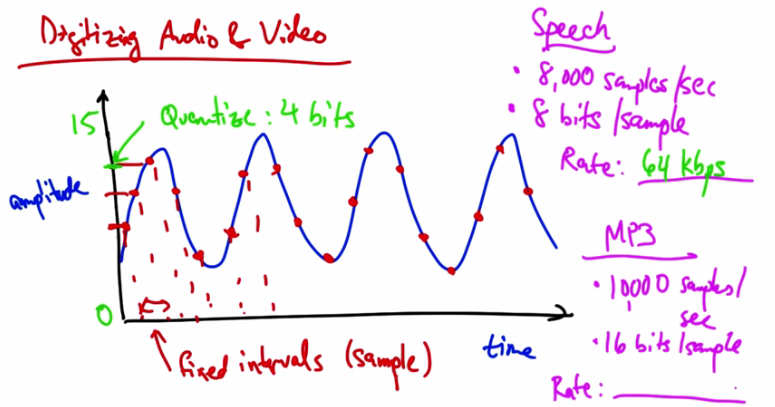 Digitizing Audio & Video
15
Quantize: 4 bits
amplitude
0
fixed intervals (sample)
time
Speech
• 8,000 samples/sec
• 8 bits/sample
Rate: 64 kbps
MP3
• 10,000 samples/
sec
• 16 bits/sample
Rate: